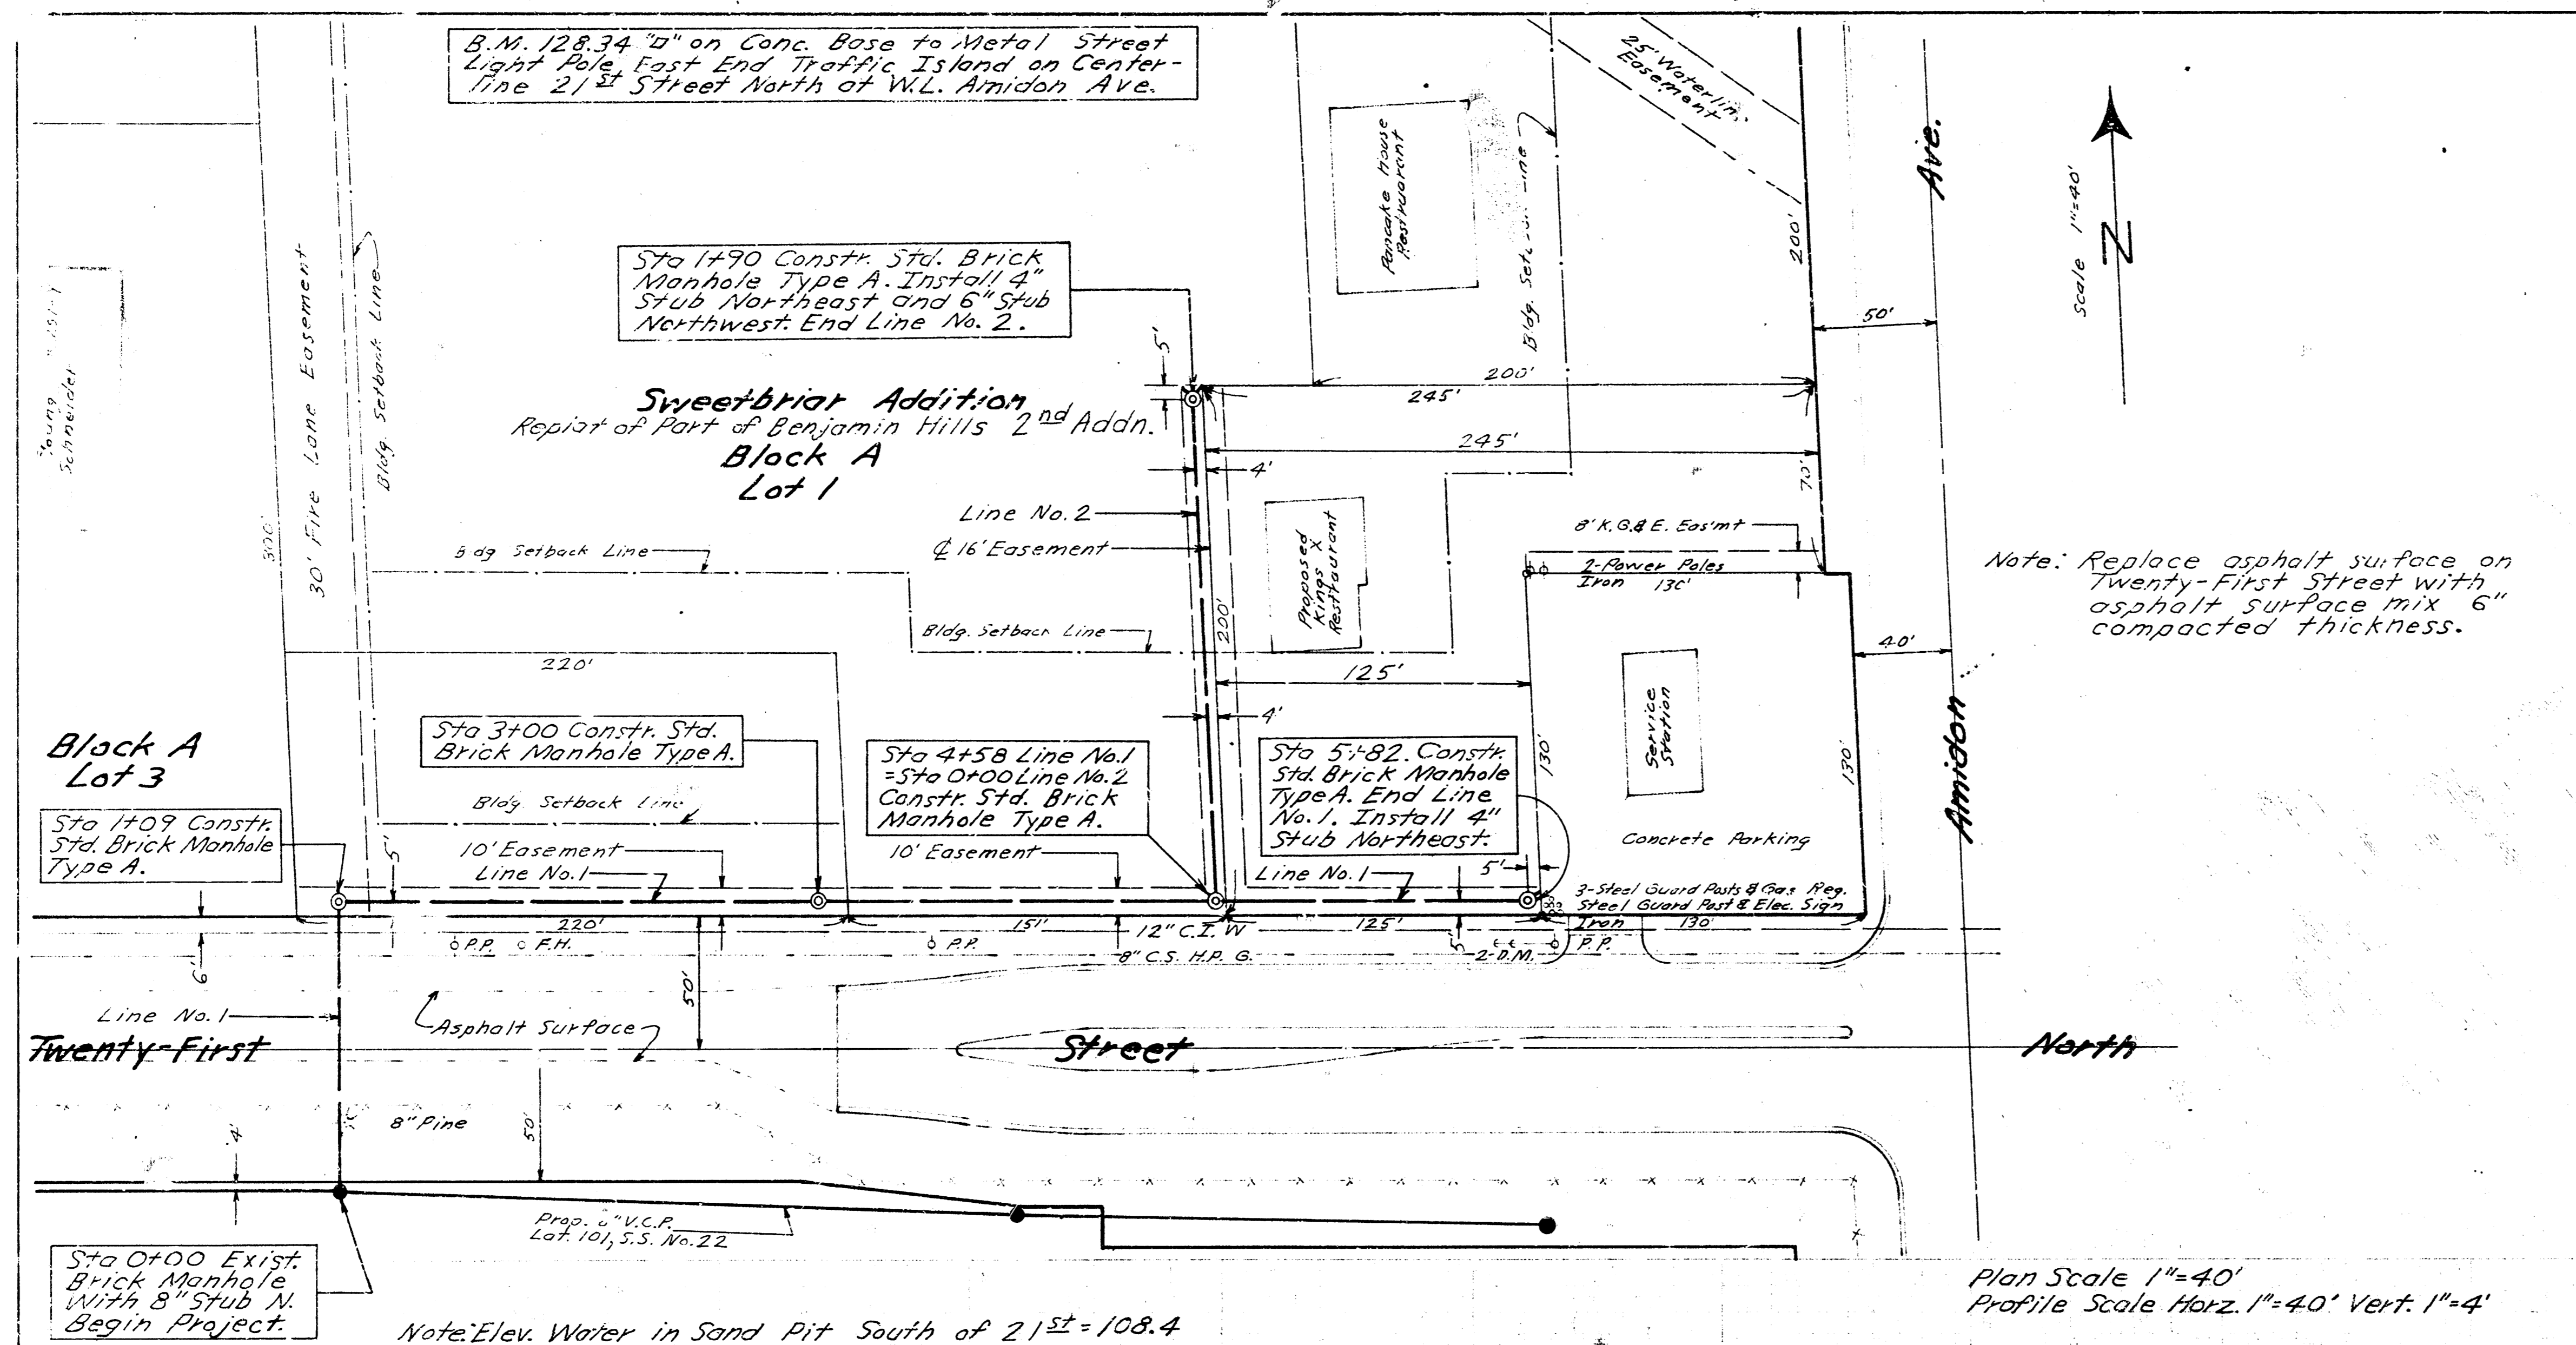 B.M. 128.34 "□" on Conc. Base to Metal Street
Light Pole, East End Traffic Island on Center-
line 21st Street North at W.L. Amidon Ave.
25' Waterlin.
Easement
Ave.
Scale 1"=40'
N
Pancake House
Restruarant
Bldg.
200'
50'
Sta 1+90 Constr. Std. Brick
Manhole Type A. Install 4"
Stub Northeast and 6" Stub
Northwest. End Line No. 2.
30' Fire Lane Easement
Bldg. Setback Line
Young
Schneider
5'
200'
245'
Sweetbriar Addition
Replat of Part of Benjamin Hills 2nd Addn.
Block A
Lot 1
245'
4'
70'
300'
Line No. 2
₵ 16' Easement
Proposed
Kings X
Resttaurant
8' K.G.&E. Eas'mt
2-Power Poles
Iron 130'
Note: Replace asphalt surface on
Twenty-First Street with
asphalt surface mix 6"
compacted thickness.
Bldg Setback Line
Bldg. Setback Line
200'
40'
220'
125'
Service
Station
130'
130'
Amidon
Block A
Lot 3
Sta 3+00 Constr. Std.
Brick Manhole Type A.
4'
Sta 4+58 Line No.1
=Sta 0+00 Line No.2
Constr. Std. Brick
Manhole Type A.
Sta 5+82. Constr.
Std. Brick Manhole
Type A. End Line
No.1. Install 4"
Stub Northeast.
Bldg. Setback Line
Sta 1+09 Constr.
Std. Brick Manhole
Type A.
5'
10' Easement
Line No.1
10' Easement
Line No.1
5'
Concrete Parking
3-Steel Guard Posts & Gas Reg.
Steel Guard Post & Elec. Sign
220'
151'
12" C.I. W
125'
Iron 130'
P.P.
F.H.
P.P.
8" C.S. H.P. G.
5'
2-D.M.
P.P.
6'
50'
Line No.1
Asphalt Surface
Twenty-First
Street
North
8" Pine
4'
50'
Prop. V.C.P.
Lat. 101, S.S. No.22
Sta 0+00 Exist.
Brick Manhole
With 8" Stub N.
Begin Project.
Note: Elev. Water in Sand Pit South of 21st = 108.4
Plan Scale 1"=40'
Profile Scale Horz. 1"=40' Vert. 1"=4'